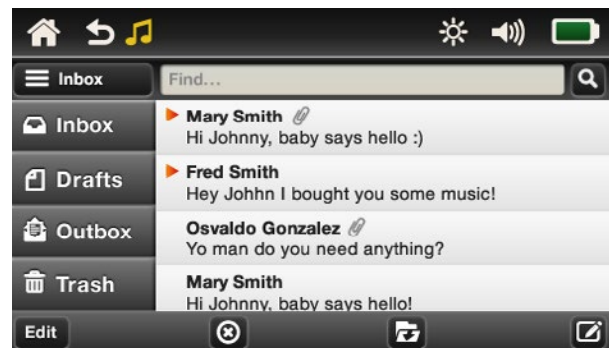 Inbox
Find...
Inbox
Drafts
Outbox
Trash
Mary Smith
Hi Johnny, baby says hello :)
Fred Smith
Hey Johhn I bought you some music!
Osvaldo Gonzalez
Yo man do you need anything?
Mary Smith
Hi Johnny, baby says hello!
Edit